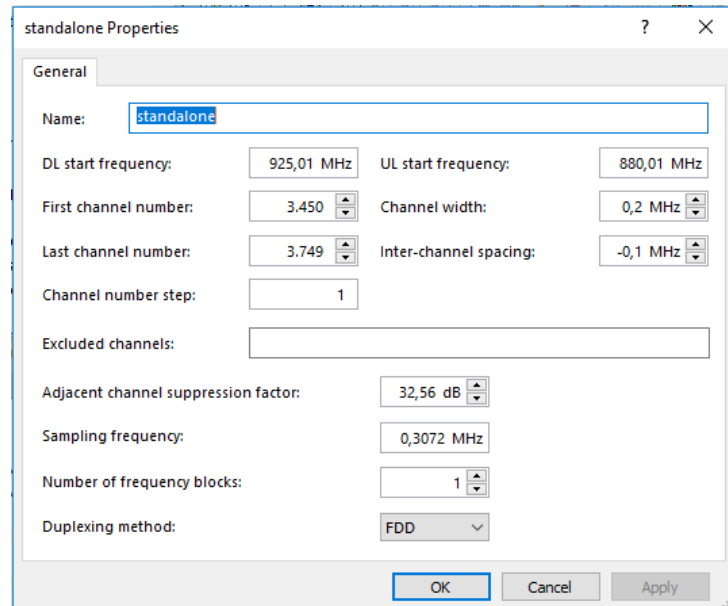 standalone Properties
?
General
Name: standalone
DL start frequency: 925,01 MHz UL start frequency: 880,01 MHz
First channel number: 3.450 Channel width: 0,2 MHz
Last channel number: 3.749 Inter-channel spacing: -0,1 MHz
Channel number step: 1
Excluded channels:
Adjacent channel suppression factor: 32,56 dB
Sampling frequency: 0,3072 MHz
Number of frequency blocks: 1
Duplexing method: FDD
OK Cancel Apply